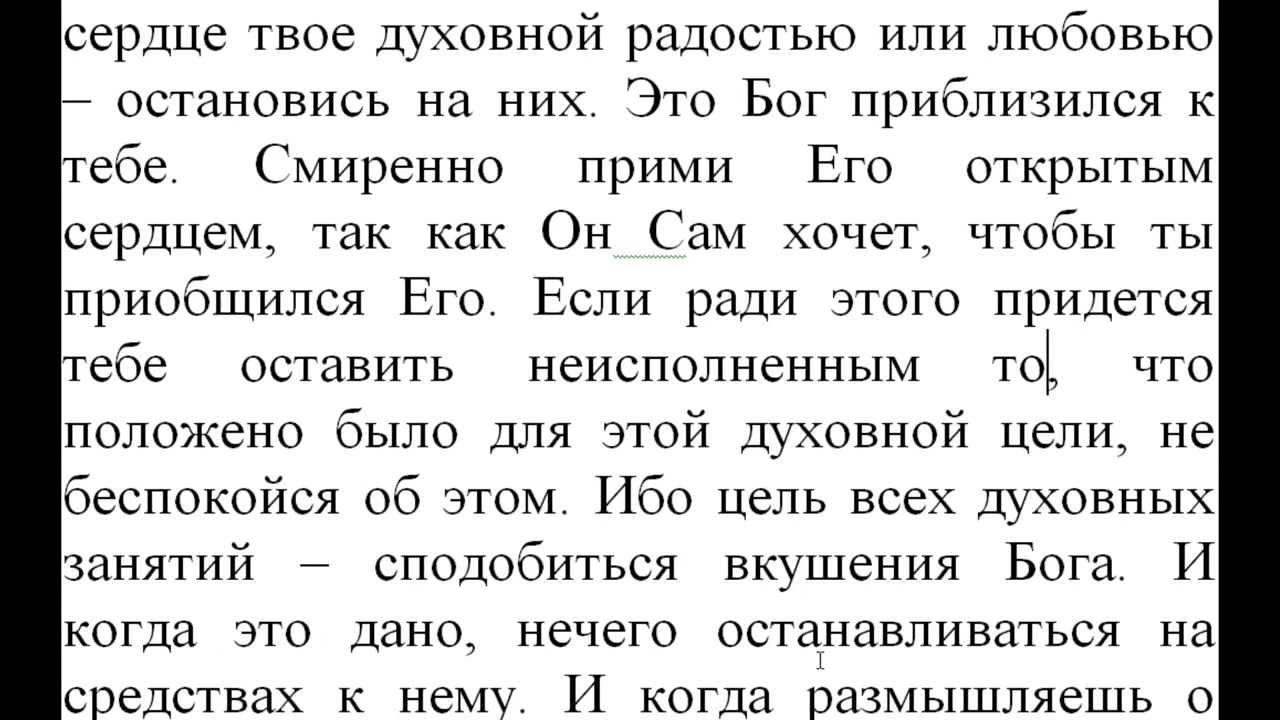 сердце твое духовной радостью или любовью
– остановись на них. Это Бог приблизился к
тебе. Смиренно прими Его открытым
сердцем, так как Он Сам хочет, чтобы ты
приобщился Его. Если ради этого придется
тебе оставить неисполненным то, что
положено было для этой духовной цели, не
беспокойся об этом. Ибо цель всех духовных
занятий – сподобиться вкушения Бога. И
когда это дано, нечего останавливаться на
средствах к нему. И когда размышляешь о